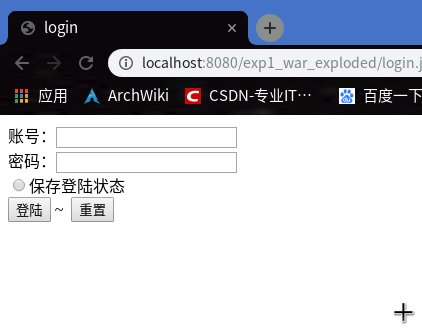 login
localhost:8080/exp1_war_exploded/login.j
应用 ArchWiki CSDN-专业IT… 百度一下
账号：
密码：
保存登陆状态
登陆 ~ 重置